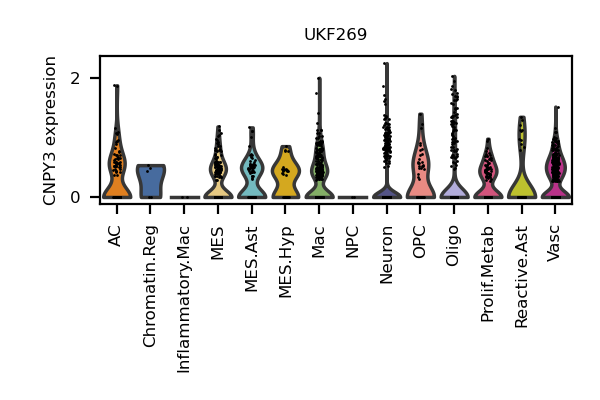 UKF269
CNPY3 expression
2
0
AC
Chromatin.Reg
Inflammatory.Mac
MES
MES.Ast
MES.Hyp
Mac
NPC
Neuron
OPC
Oligo
Prolif.Metab
Reactive.Ast
Vasc